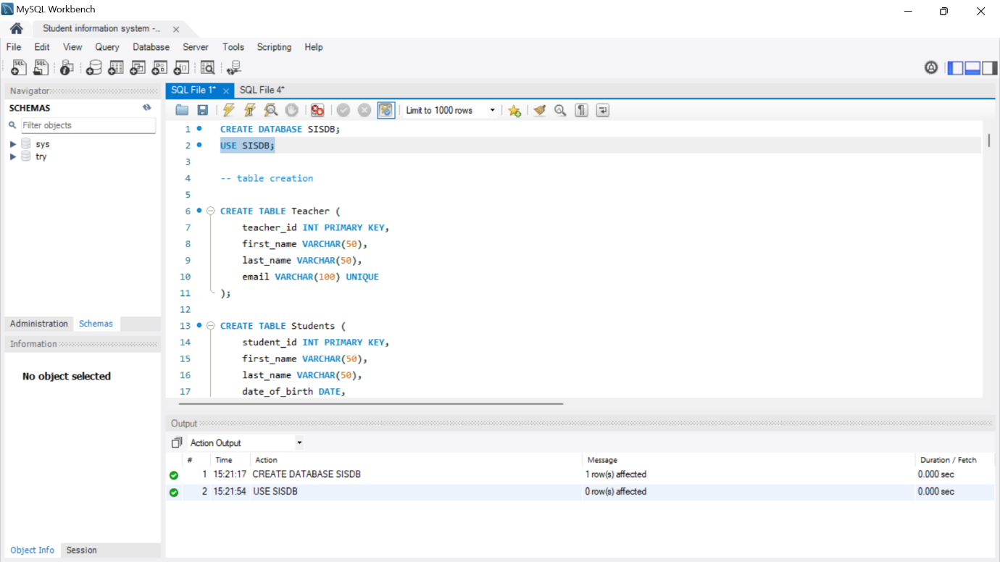 MySQL Workbench
Student information system -...
File Edit View Query Database Server Tools Scripting Help
Navigator
SCHEMAS
Filter objects
sys
try
Administration Schemas
Information
No object selected
Object Info Session
SQL File 1* SQL File 4*
Limit to 1000 rows
1 CREATE DATABASE SISDB;
2 USE SISDB;
3
4 -- table creation
5
6 CREATE TABLE Teacher (
7 teacher_id INT PRIMARY KEY,
8 first_name VARCHAR(50),
9 last_name VARCHAR(50),
10 email VARCHAR(100) UNIQUE
11 );
12
13 CREATE TABLE Students (
14 student_id INT PRIMARY KEY,
15 first_name VARCHAR(50),
16 last_name VARCHAR(50),
17 date_of_birth DATE,
Output
Action Output
# Time Action Message Duration / Fetch
1 15:21:17 CREATE DATABASE SISDB 1 row(s) affected 0.000 sec
2 15:21:54 USE SISDB 0 row(s) affected 0.000 sec